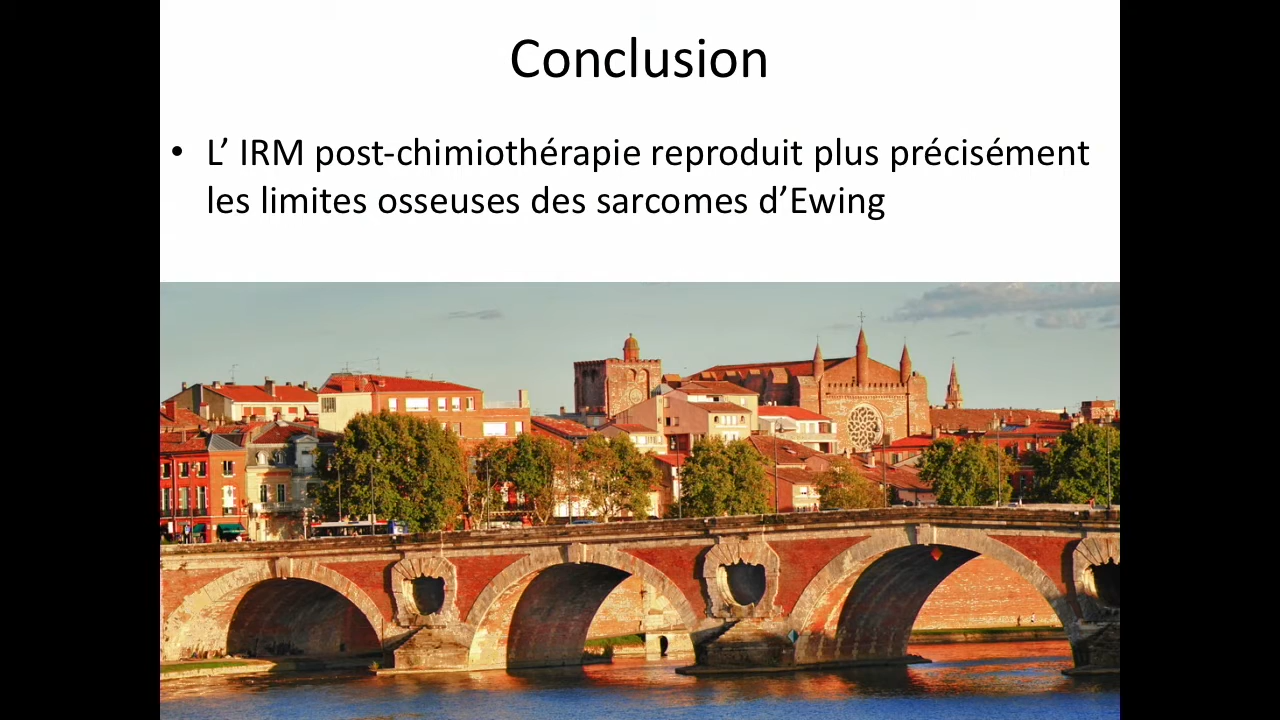 Conclusion
• L’ IRM post-chimiothérapie reproduit plus précisément
les limites osseuses des sarcomes d’Ewing